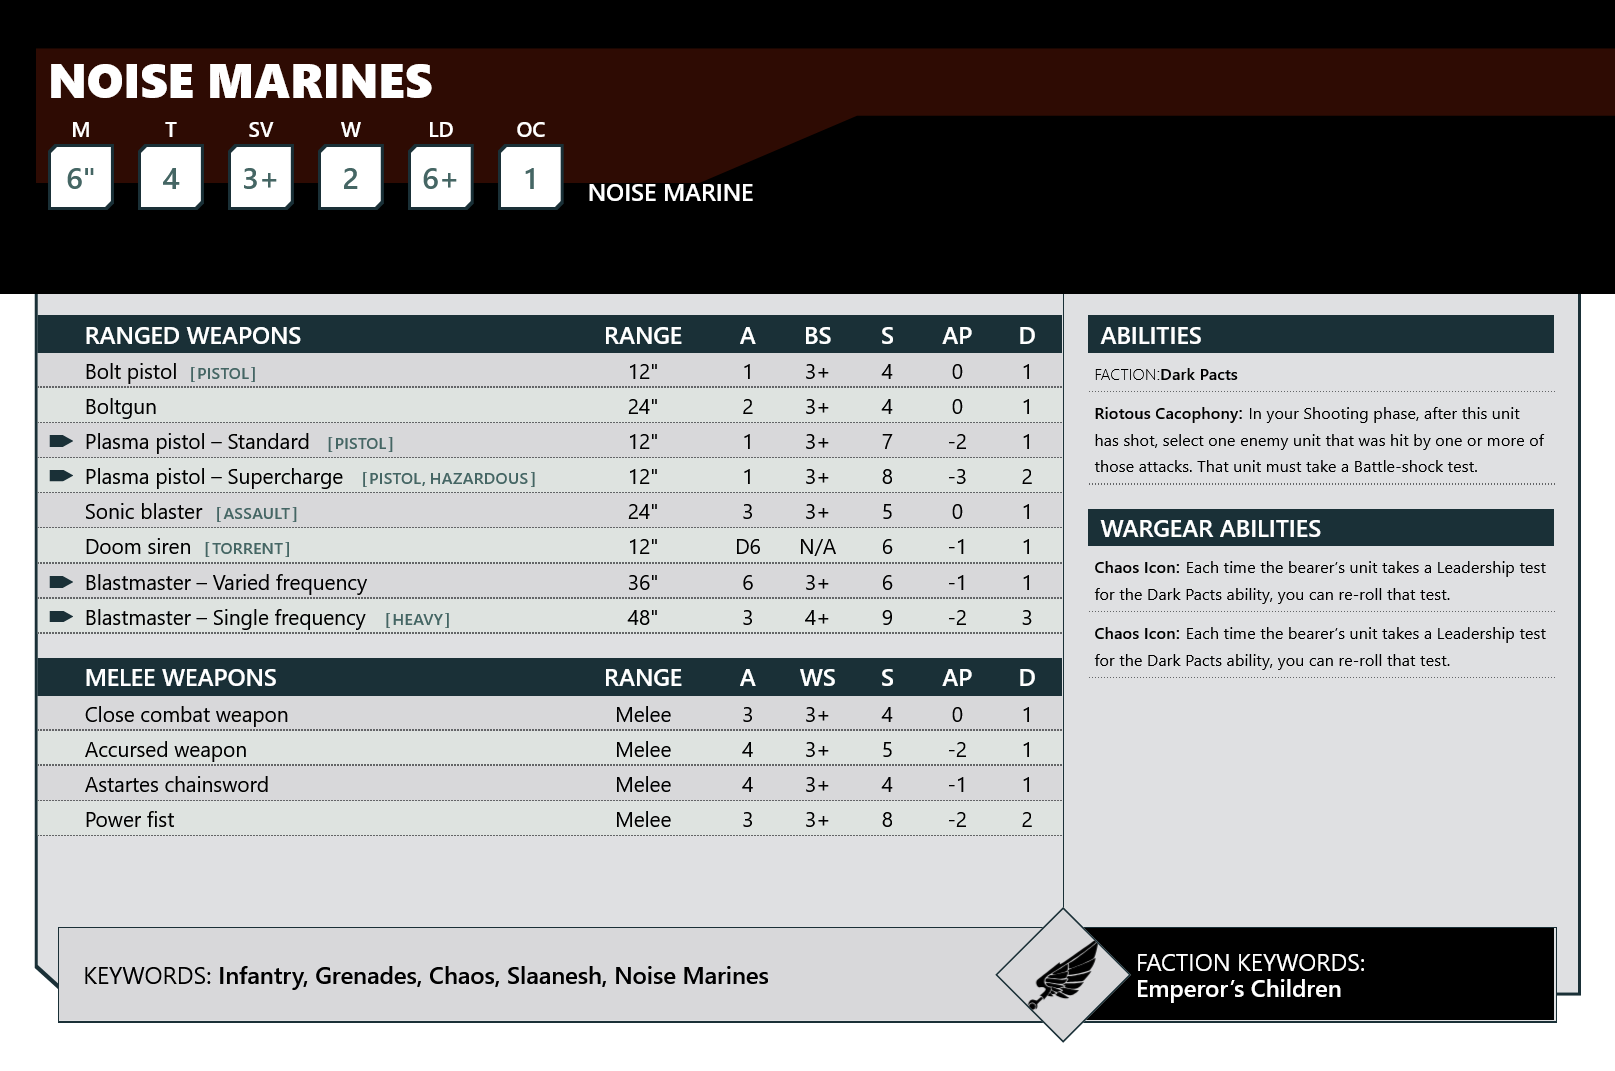 NOISE MARINES
M T SV W LD OC
6" 4 3+ 2 6+ 1 NOISE MARINE
RANGED WEAPONS RANGE A BS S AP D
Bolt pistol [PISTOL] 12" 1 3+ 4 0 1
Boltgun 24" 2 3+ 4 0 1
Plasma pistol – Standard [PISTOL] 12" 1 3+ 7 -2 1
Plasma pistol – Supercharge [PISTOL, HAZARDOUS] 12" 1 3+ 8 -3 2
Sonic blaster [ASSAULT] 24" 3 3+ 5 0 1
Doom siren [TORRENT] 12" D6 N/A 6 -1 1
Blastmaster – Varied frequency 36" 6 3+ 6 -1 1
Blastmaster – Single frequency [HEAVY] 48" 3 4+ 9 -2 3
MELEE WEAPONS RANGE A WS S AP D
Close combat weapon Melee 3 3+ 4 0 1
Accursed weapon Melee 4 3+ 5 -2 1
Astartes chainsword Melee 4 3+ 4 -1 1
Power fist Melee 3 3+ 8 -2 2
ABILITIES
FACTION:Dark Pacts
Riotous Cacophony: In your Shooting phase, after this unit
has shot, select one enemy unit that was hit by one or more of
those attacks. That unit must take a Battle-shock test.
WARGEAR ABILITIES
Chaos Icon: Each time the bearer’s unit takes a Leadership test
for the Dark Pacts ability, you can re-roll that test.
Chaos Icon: Each time the bearer’s unit takes a Leadership test
for the Dark Pacts ability, you can re-roll that test.
KEYWORDS: Infantry, Grenades, Chaos, Slaanesh, Noise Marines
FACTION KEYWORDS:
Emperor’s Children